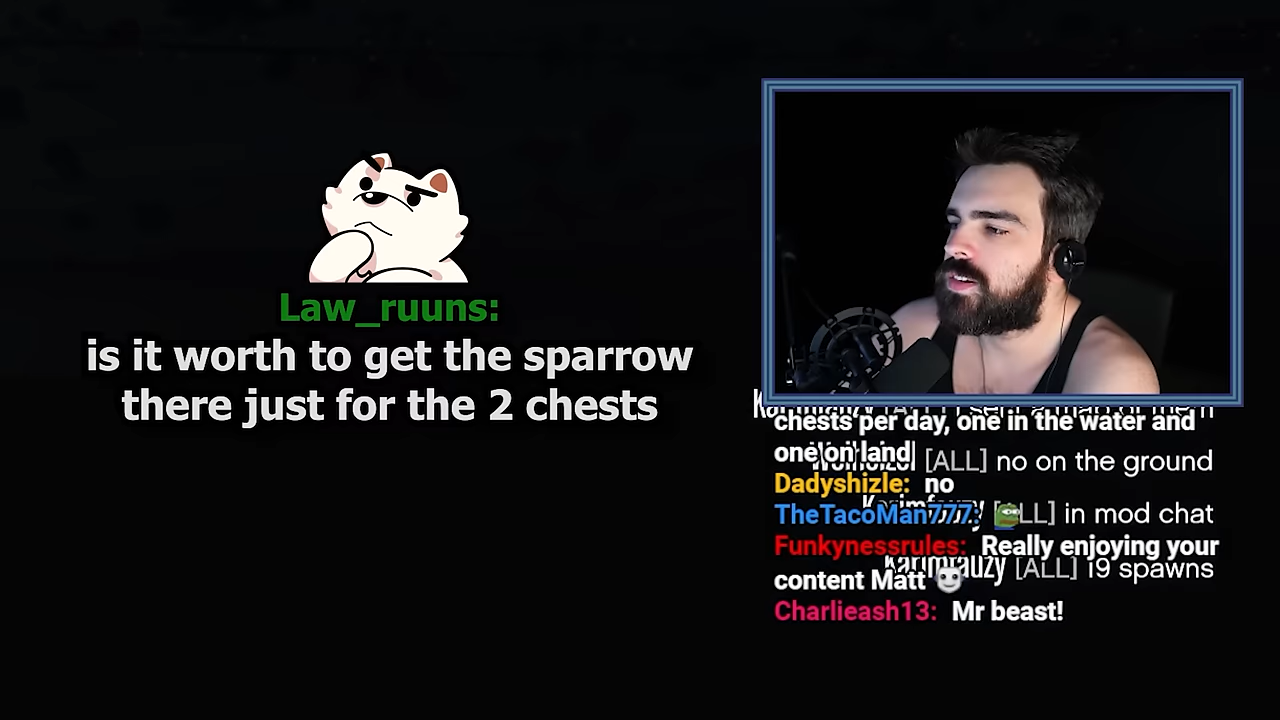 Law_ruuns:
is it worth to get the sparrow
there just for the 2 chests
chests per day, one in the water and
one on land
[ALL] no on the ground
Dadyshizle: no
TheTacoMan777:
in mod chat
Funkynessrules: Really enjoying your
Karimfauzy [ALL] i9 spawns
content Matt
Charlieash13: Mr beast!